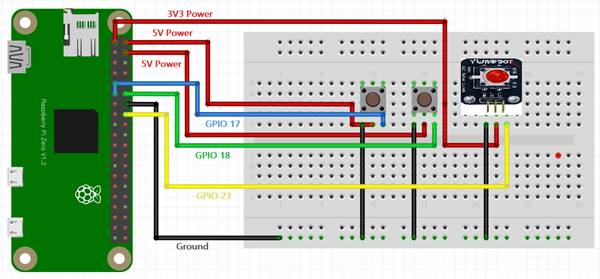 3V3 Power
5V Power
YWROBOT
5V Power
GPIO 17
GPIO 18
GPIO 23
Ground
Raspberry Pi Zero V1.2